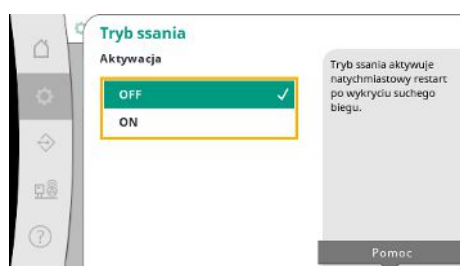 Tryb ssania
Aktywacja
OFF
ON
Tryb ssania aktywuje
natychmiastowy restart
po wykryciu suchego
biegu.
Pomoc